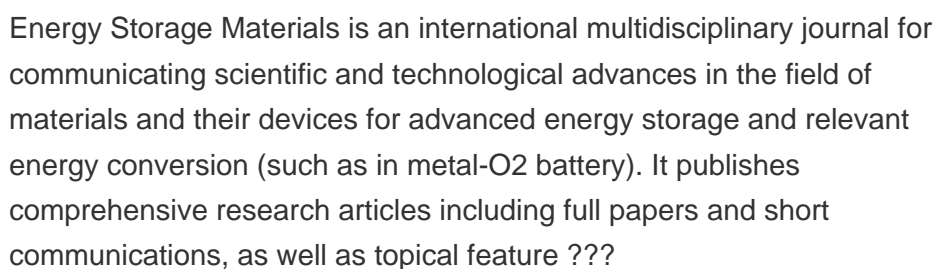 Energy Storage Materials is an international multidisciplinary journal for
communicating scientific and technological advances in the field of
materials and their devices for advanced energy storage and relevant
energy conversion (such as in metal-O2 battery). It publishes
comprehensive research articles including full papers and short
communications, as well as topical feature ???